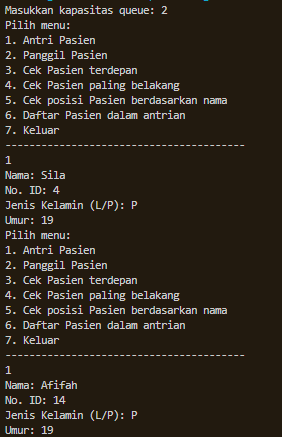 Masukkan kapasitas queue: 2
Pilih menu:
1. Antri Pasien
2. Panggil Pasien
3. Cek Pasien terdepan
4. Cek Pasien paling belakang
5. Cek posisi Pasien berdasarkan nama
6. Daftar Pasien dalam antrian
7. Keluar
----------------------------------------
1
Nama: Sila
No. ID: 4
Jenis Kelamin (L/P): P
Umur: 19
Pilih menu:
1. Antri Pasien
2. Panggil Pasien
3. Cek Pasien terdepan
4. Cek Pasien paling belakang
5. Cek posisi Pasien berdasarkan nama
6. Daftar Pasien dalam antrian
7. Keluar
----------------------------------------
1
Nama: Afifah
No. ID: 14
Jenis Kelamin (L/P): P
Umur: 19